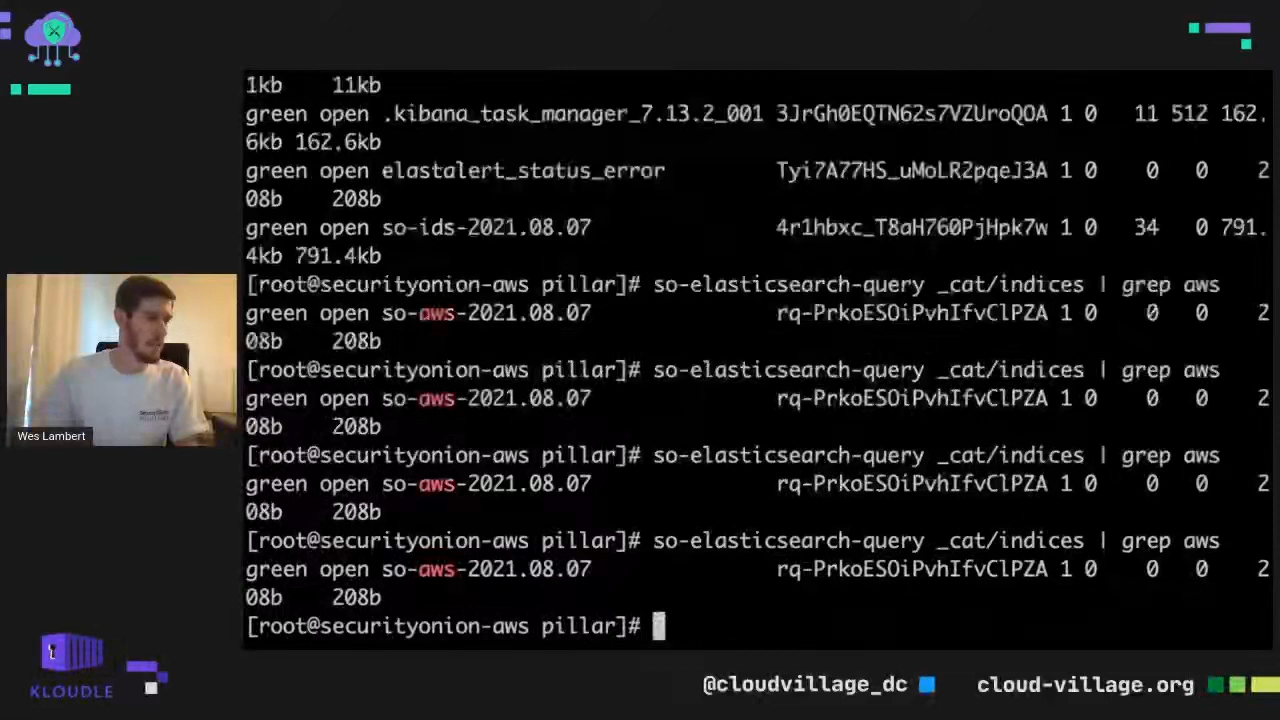 1kb    11kb
green open .kibana_task_manager_7.13.2_001 3JrGh0EQTN62s7VZUroQOA 1 0   11 512 162.
6kb 162.6kb
green open elastalert_status_error         Tyi7A77HS_uMoLR2pqeJ3A 1 0    0   0    2
08b    208b
green open so-ids-2021.08.07               4r1hbxc_T8aH760PjHpk7w 1 0   34   0 791.
4kb 791.4kb
[root@securityonion-aws pillar]# so-elasticsearch-query _cat/indices | grep aws
green open so-aws-2021.08.07               rq-PrkoESOiPvhIfvClPZA 1 0    0   0    2
08b    208b
[root@securityonion-aws pillar]# so-elasticsearch-query _cat/indices | grep aws
green open so-aws-2021.08.07               rq-PrkoESOiPvhIfvClPZA 1 0    0   0    2
08b    208b
[root@securityonion-aws pillar]# so-elasticsearch-query _cat/indices | grep aws
green open so-aws-2021.08.07               rq-PrkoESOiPvhIfvClPZA 1 0    0   0    2
08b    208b
[root@securityonion-aws pillar]# so-elasticsearch-query _cat/indices | grep aws
green open so-aws-2021.08.07               rq-PrkoESOiPvhIfvClPZA 1 0    0   0    2
08b    208b
[root@securityonion-aws pillar]#
Wes Lambert
KLOUDLE
@cloudvillage_dc
cloud-village.org